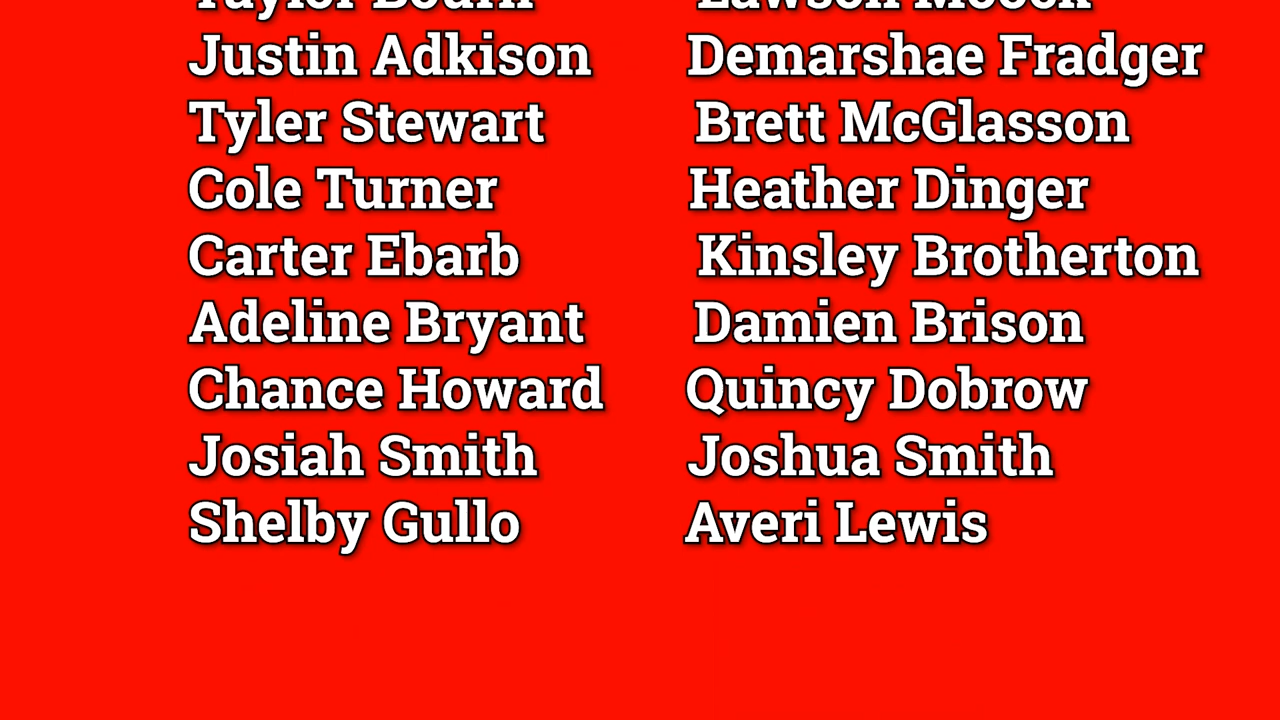 Justin Adkison Demarshae Fradger
Tyler Stewart Brett McGlasson
Cole Turner Heather Dinger
Carter Ebarb Kinsley Brotherton
Adeline Bryant Damien Brison
Chance Howard Quincy Dobrow
Josiah Smith Joshua Smith
Shelby Gullo Averi Lewis